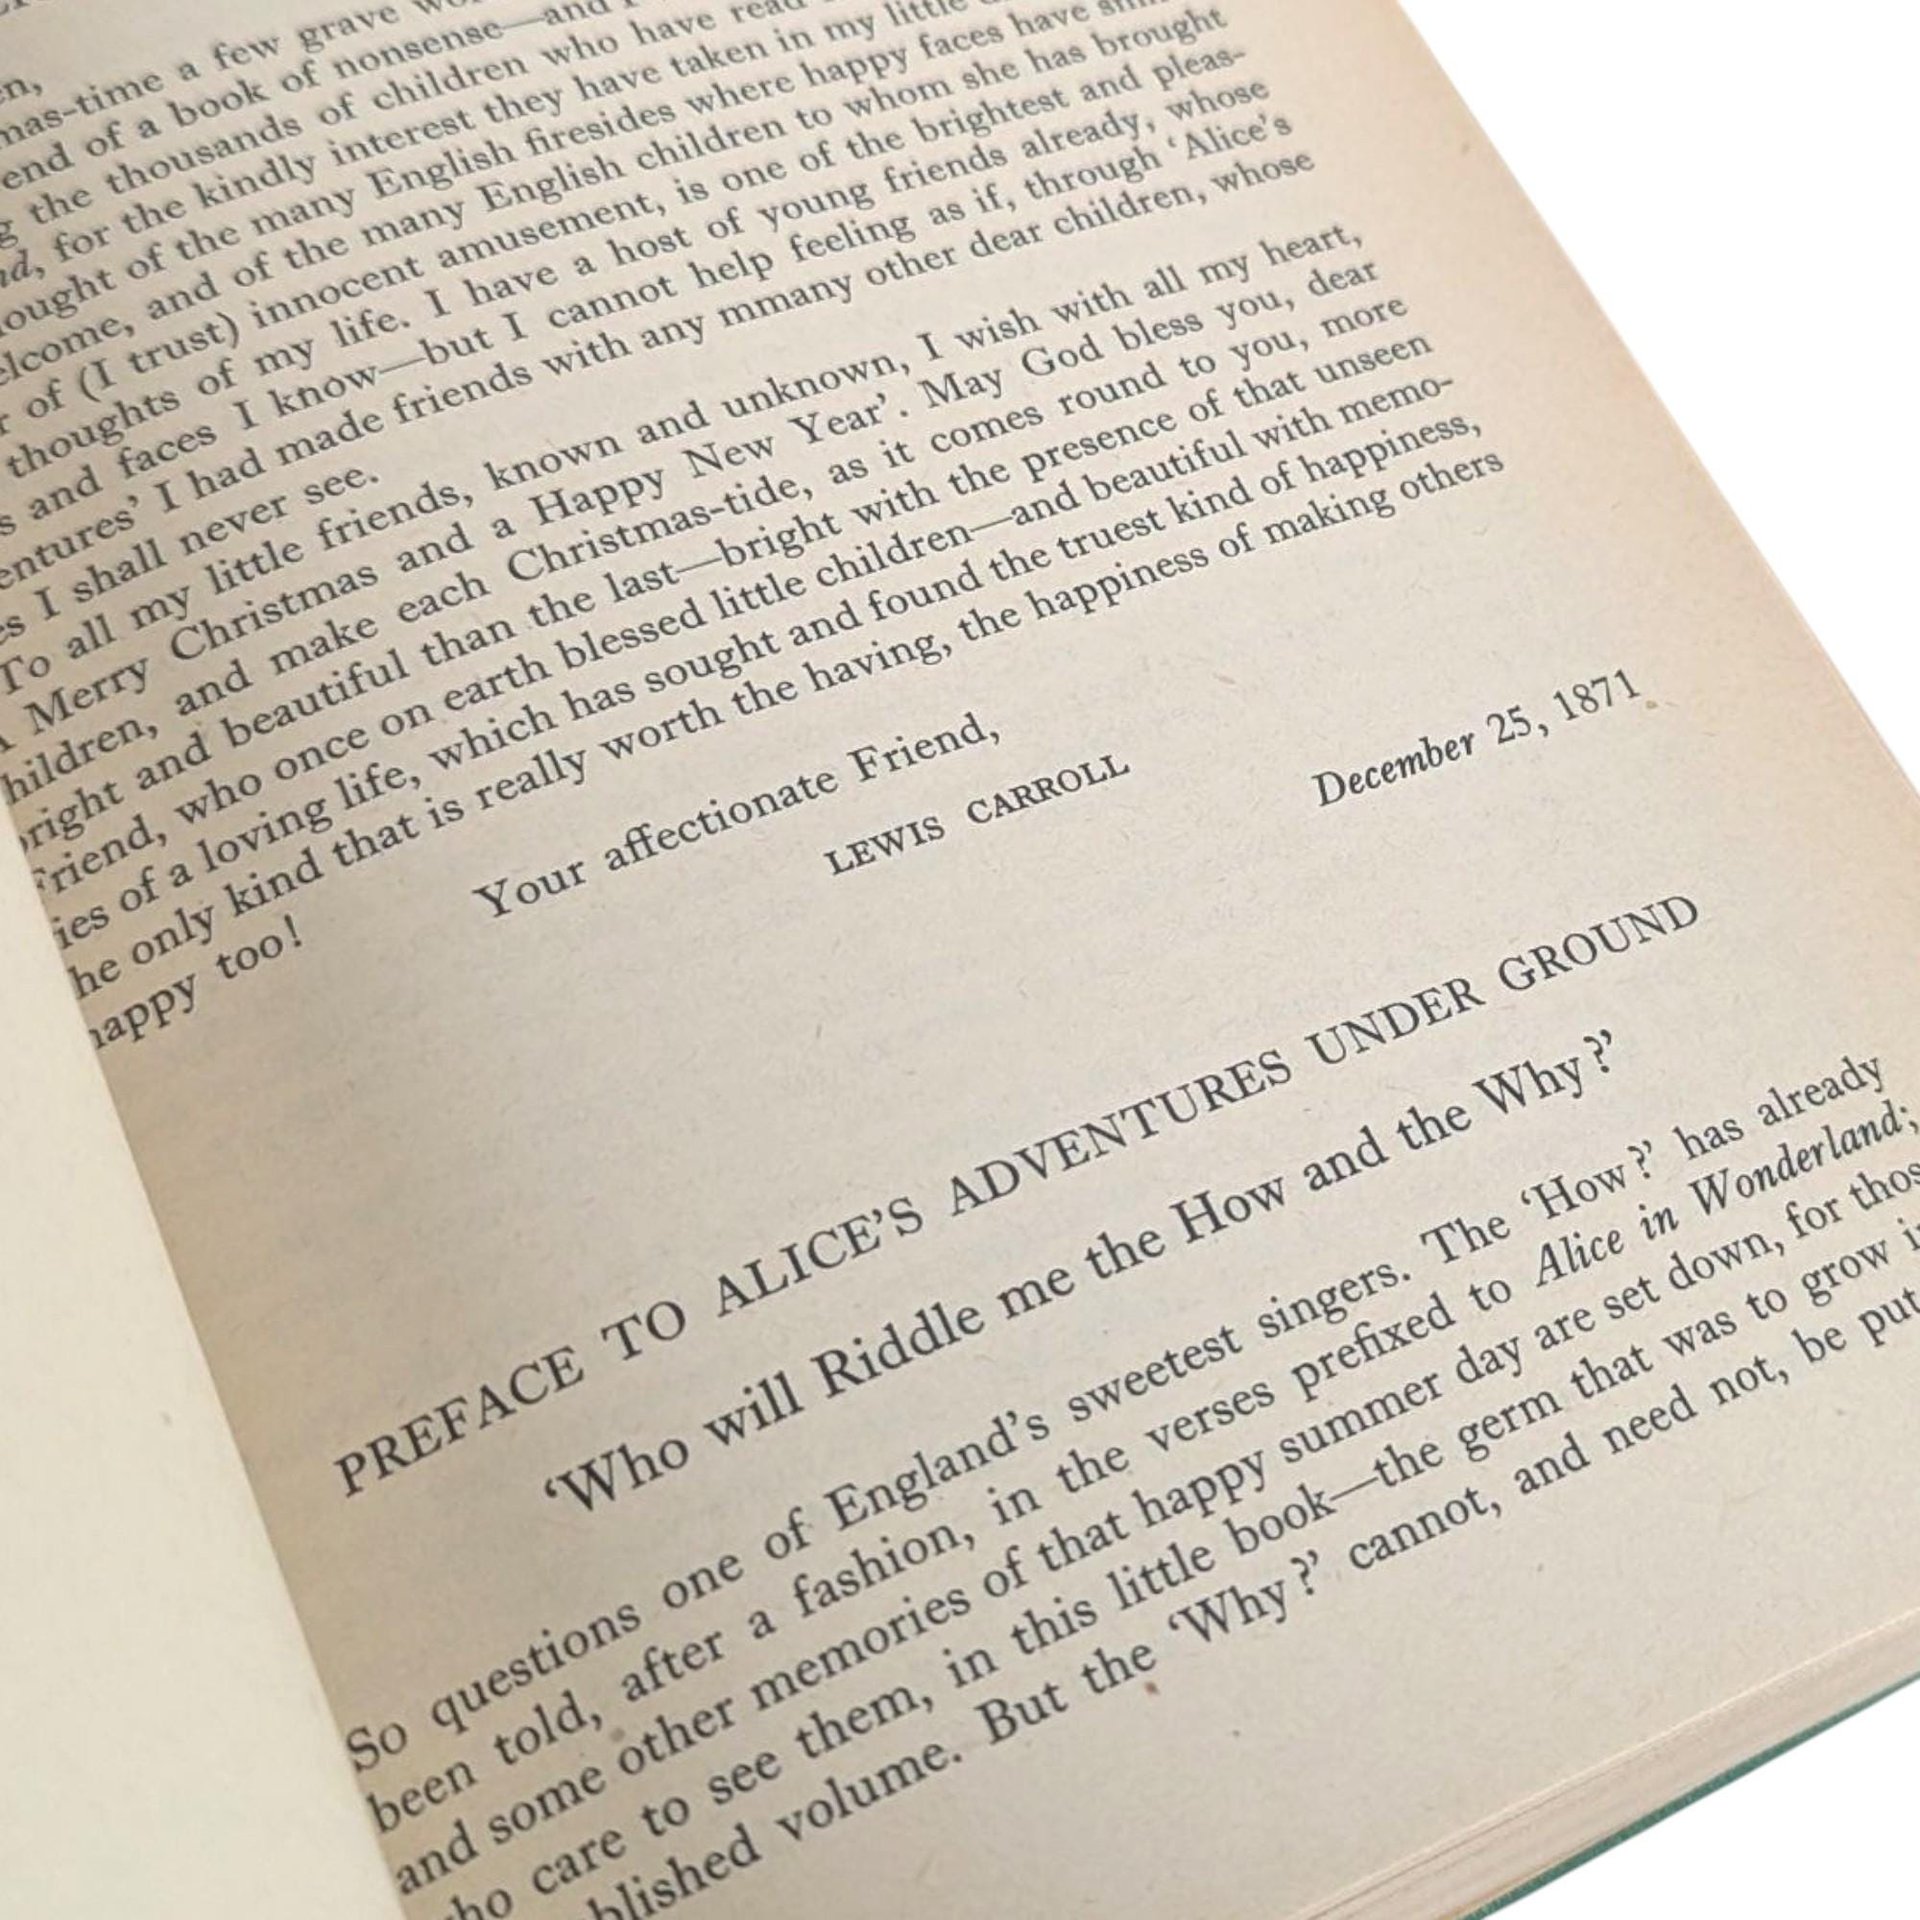 mas-time a few grave
end of a book of nonsense—and
the thousands of children who have read
for the kindly interest they have taken in my little
of the many English firesides where happy faces have
and of the many English children to whom she has brought
of (I trust) innocent amusement, is one of the brightest and pleas-
thoughts of my life. I have a host of young friends already, whose
and faces I know—but I cannot help feeling as if, through ‘Alice’s
entures’ I had made friends with any mmany other dear children, whose
I shall never see.
To all my little friends, known and unknown, I wish with all my heart,
Merry Christmas and a Happy New Year’. May God bless you, dear
hildren, and make each Christmas-tide, as it comes round to you, more
right and beautiful than the last—bright with the presence of that unseen
Friend, who once on earth blessed little children—and beautiful with memo-
ies of a loving life, which has sought and found the truest kind of happiness,
he only kind that is really worth the having, the happiness of making others
happy too!
Your affectionate Friend,
LEWIS CARROLL
December 25, 1871
PREFACE TO ALICE’S ADVENTURES UNDER GROUND
‘Who will Riddle me the How and the Why?’
So questions one of England’s sweetest singers. The ‘How?’ has already
been told, after a fashion, in the verses prefixed to Alice in Wonderland;
and some other memories of that happy summer day are set down, for thos
ho care to see them, in this little book—the germ that was to grow i
blished volume. But the ‘Why?’ cannot, and need not, be put